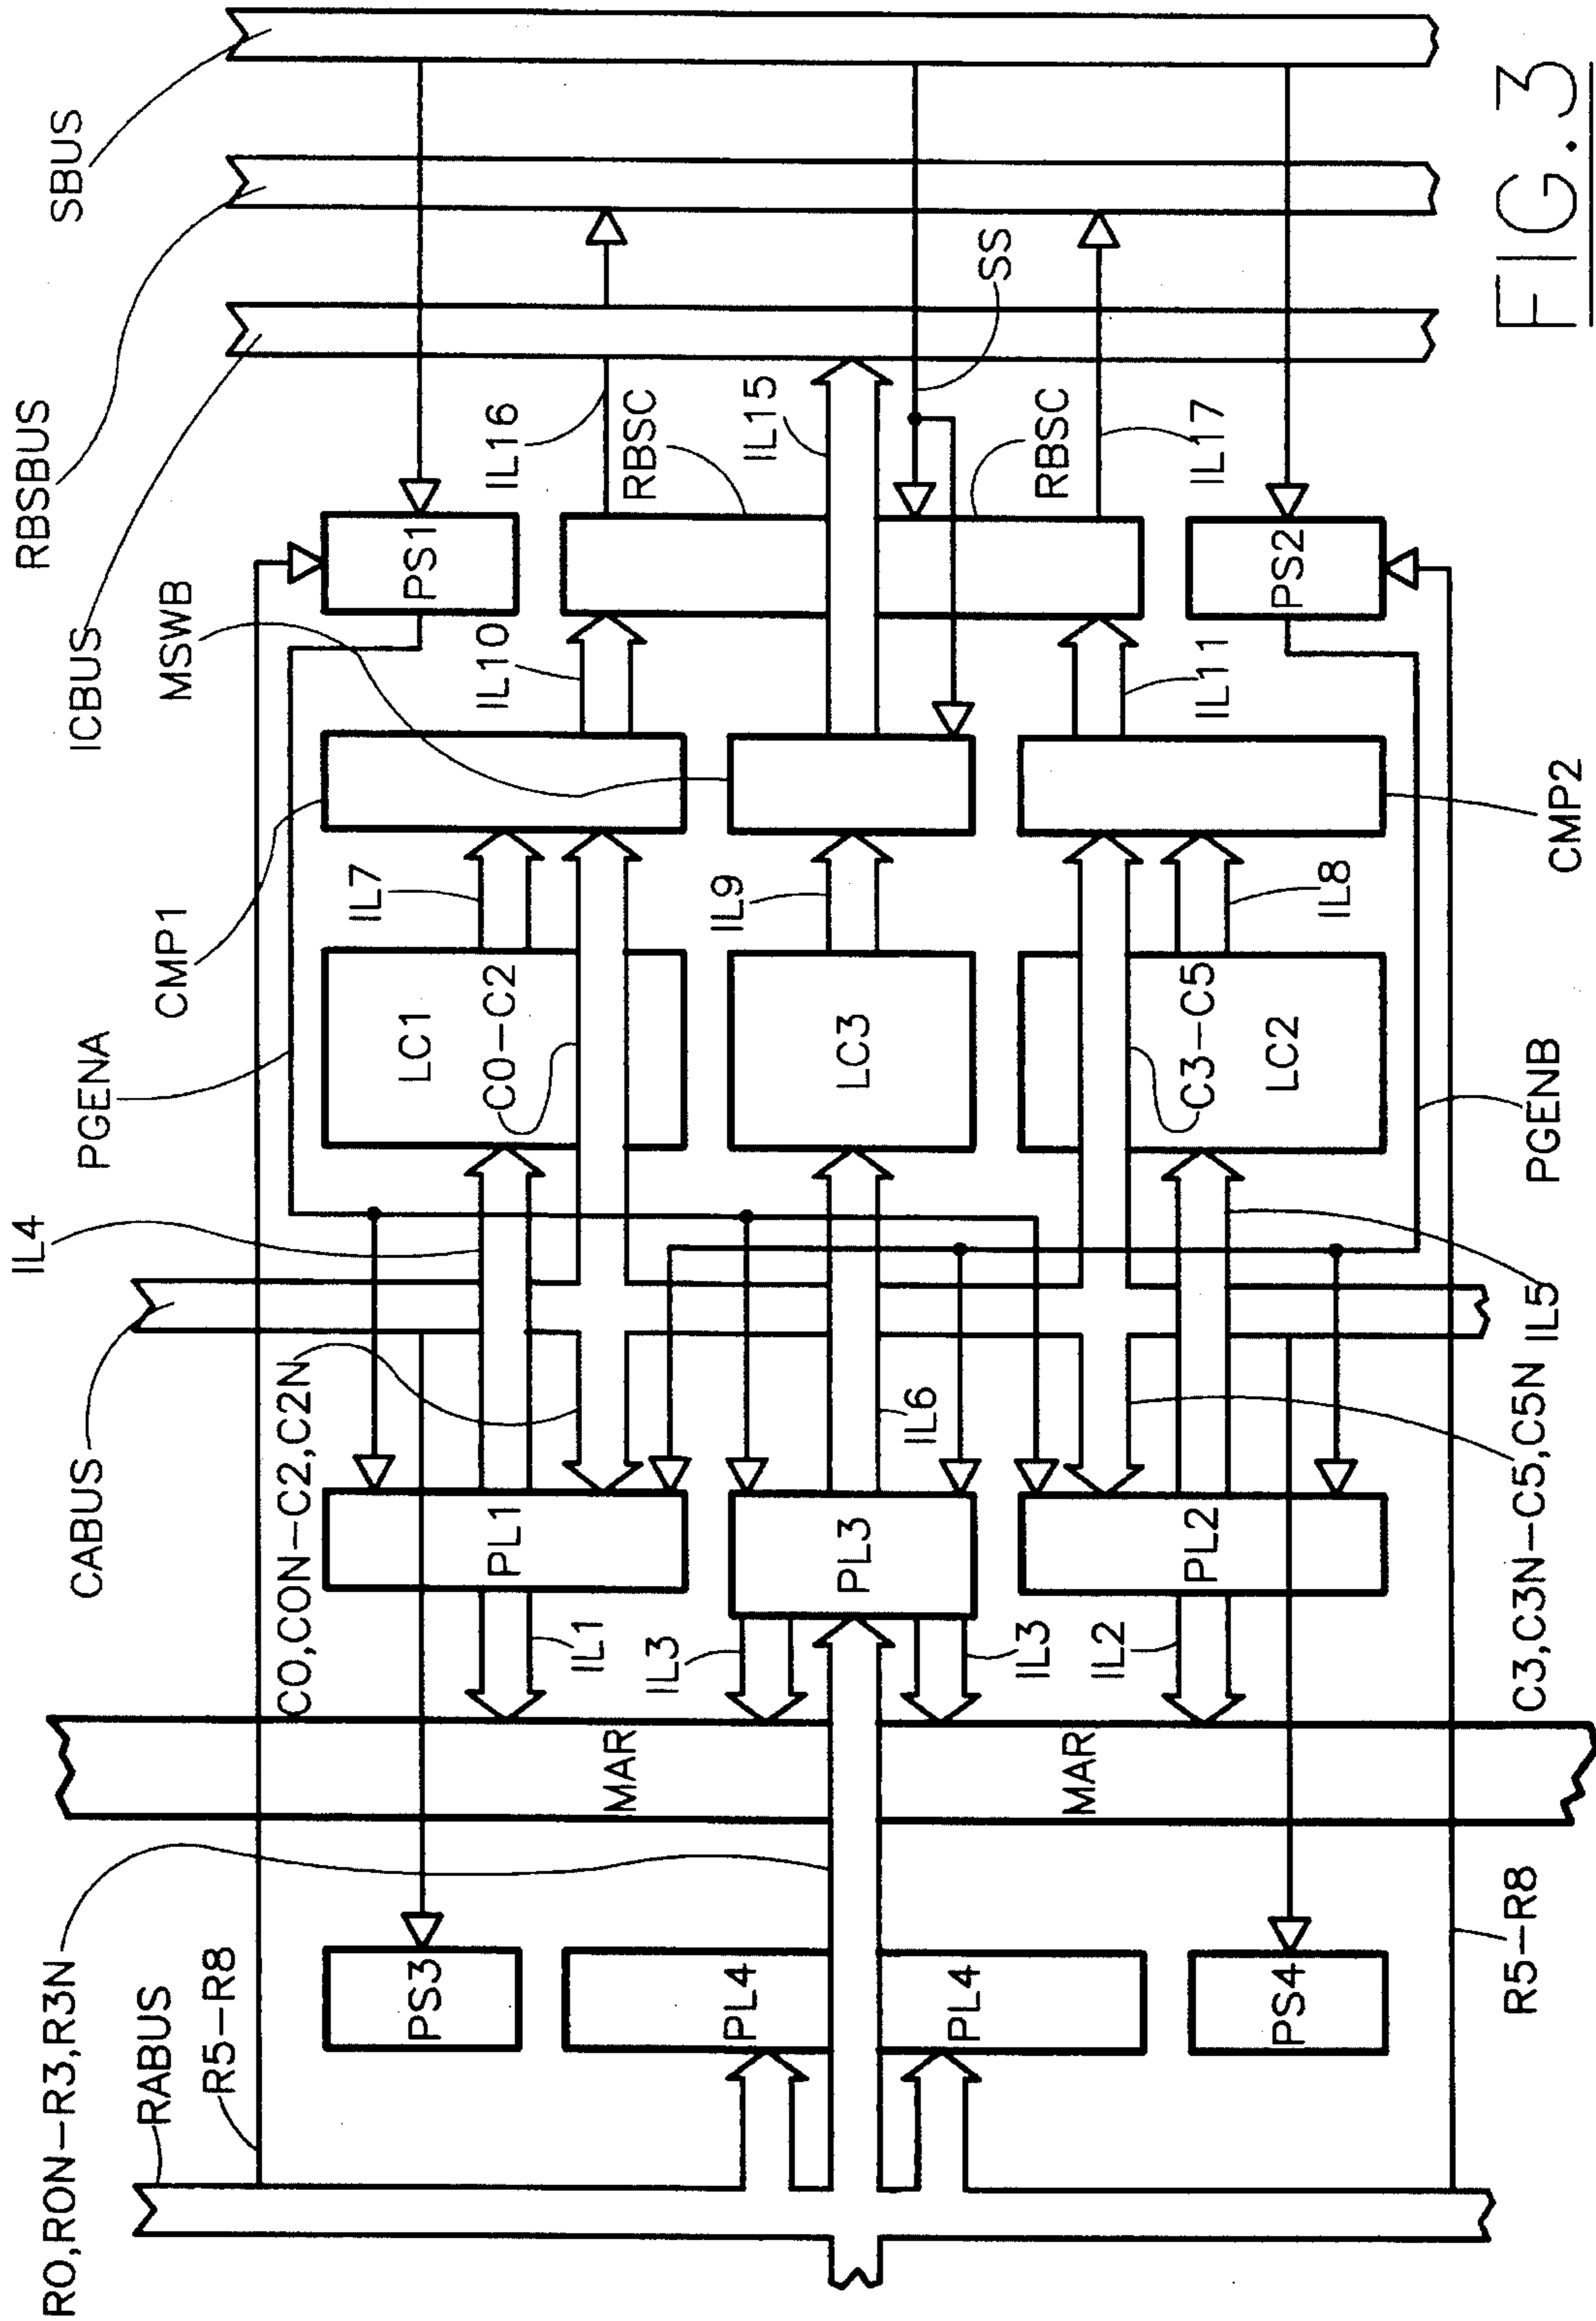 SBUS
RBSBUS
ICBUS
MSWB
CMP1
PGENA
IL4
CABUS
C0,C0N-C2,C2N
R0,R0N-R3,R3N
RABUS
R5-R8
PS1
IL16
RBSC
IL15
SS
RBSC
IL17
PS2
IL10
IL11
CMP2
IL7
IL9
IL8
LC1
C0-C2
LC3
C3-C5
LC2
PGENB
IL5
IL6
C3,C3N-C5,C5N
PL1
PL3
PL2
IL1
IL3
IL3
IL2
MAR
MAR
PS3
PL4
PL4
PS4
R5-R8
FIG.3